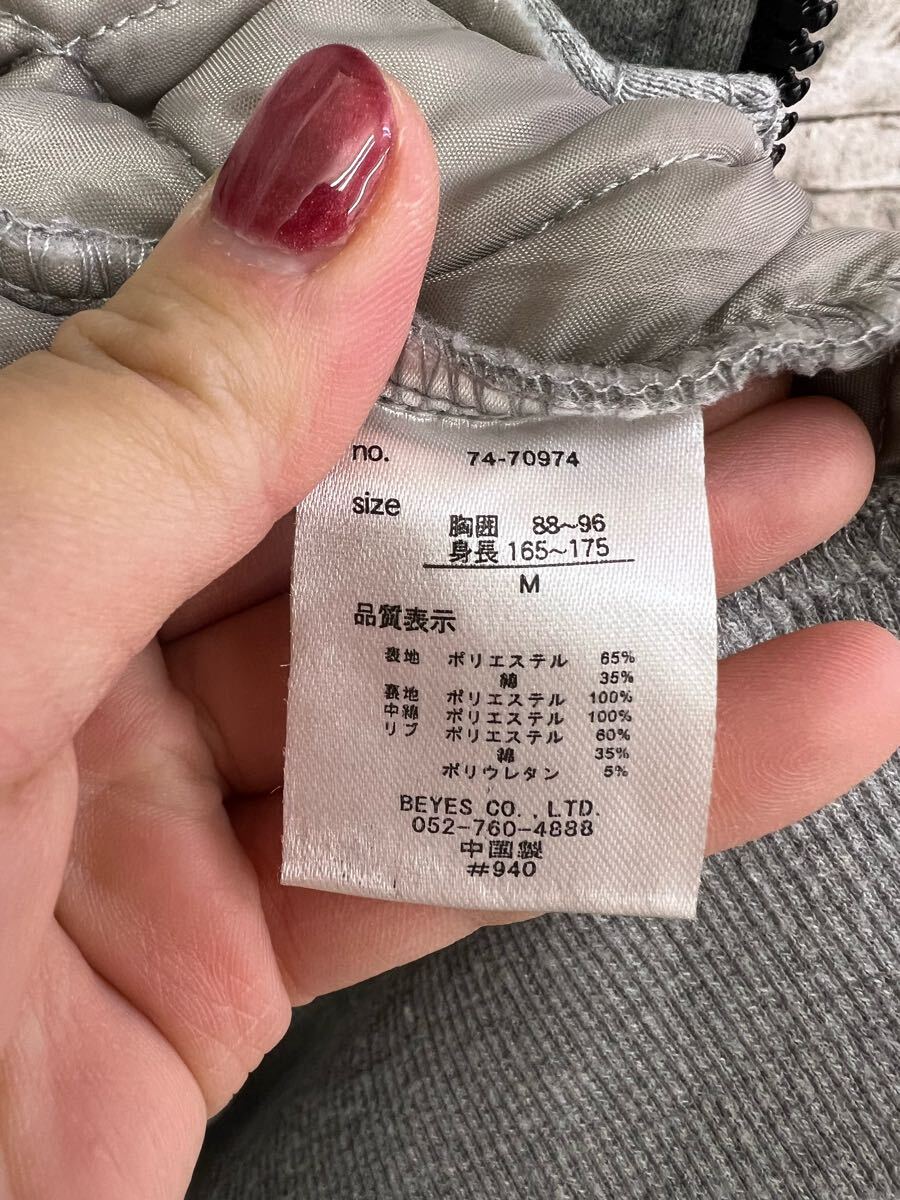 no. 74-70974
size
胸囲 88~96
身長 165~175
M
品質表示
表地 ポリエステル 65%
綿 35%
裏地 ポリエステル 100%
中綿 ポリエステル 100%
リブ ポリエステル 60%
綿 35%
ポリウレタン 5%
BEYES CO.,LTD.
052-760-4888
中国製
#940